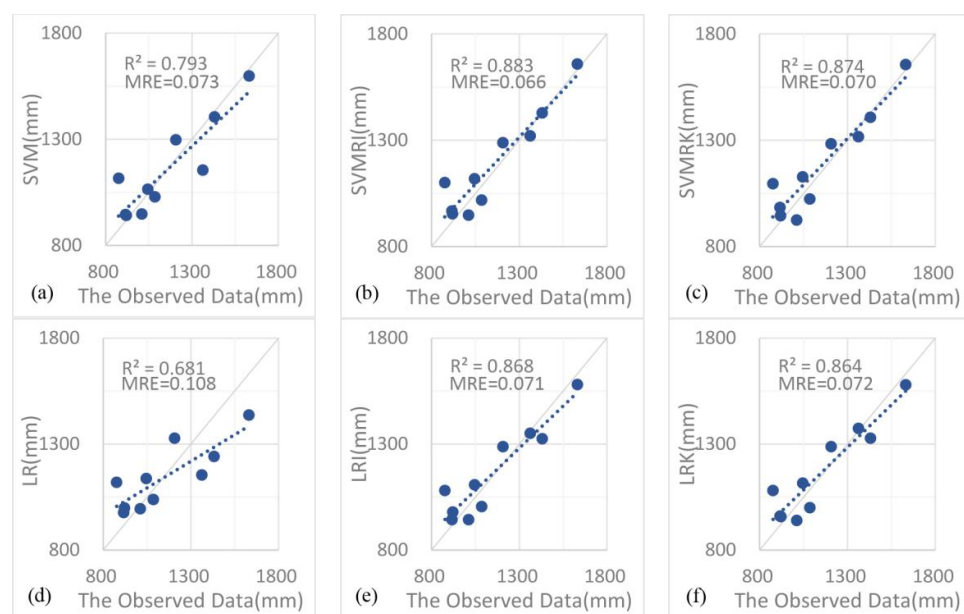 1800
R² = 0.793
MRE=0.073
1300
800
SVM(mm)
800 1300 1800
(a) The Observed Data(mm)
1800
R² = 0.883
MRE=0.066
1300
800
SVMRI(mm)
800 1300 1800
(b) The Observed Data(mm)
1800
R² = 0.874
MRE=0.070
1300
800
SVMRK(mm)
800 1300 1800
(c) The Observed Data(mm)
1800
R² = 0.681
MRE=0.108
1300
800
LR(mm)
800 1300 1800
(d) The Observed Data(mm)
1800
R² = 0.868
MRE=0.071
1300
800
LRI(mm)
800 1300 1800
(e) The Observed Data(mm)
1800
R² = 0.864
MRE=0.072
1300
800
LRK(mm)
800 1300 1800
(f) The Observed Data(mm)